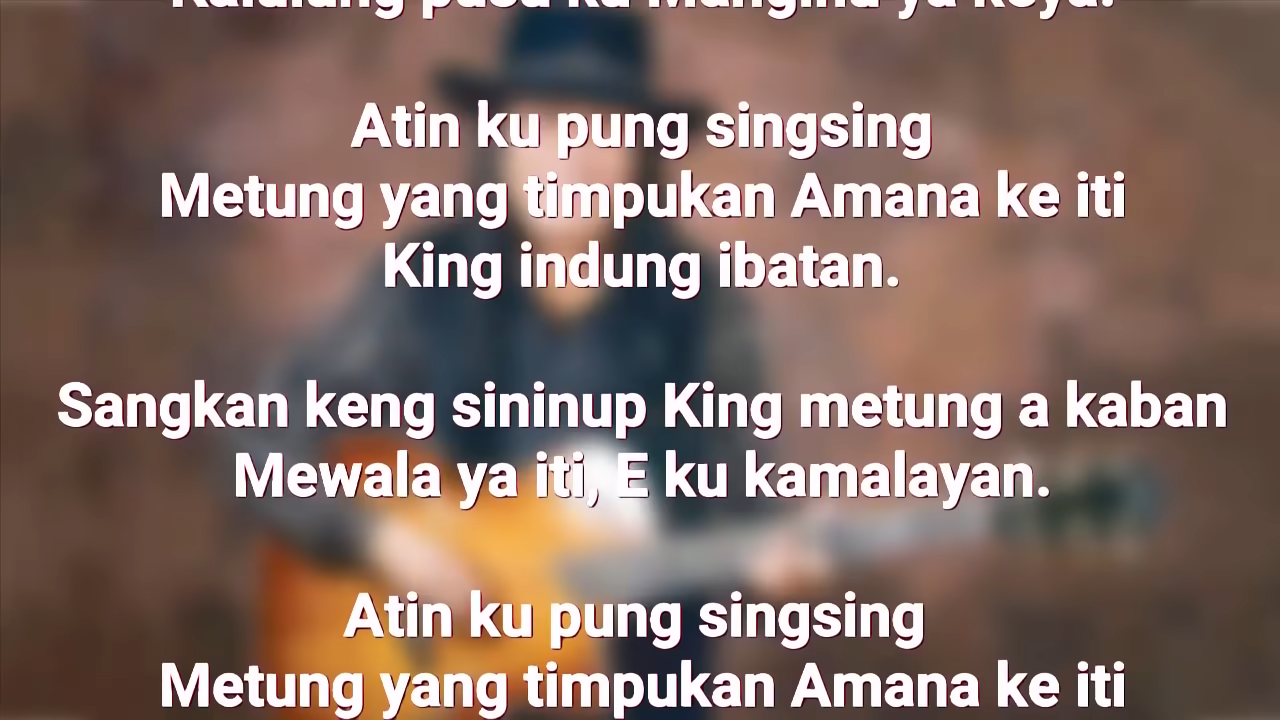 Kalulung pusu ku Mangibu ya keya.
Atin ku pung singsing
Metung yang timpukan Amana ke iti
King indung ibatan.
Sangkan keng sininup King metung a kaban
Mewala ya iti, E ku kamalayan.
Atin ku pung singsing
Metung yang timpukan Amana ke iti